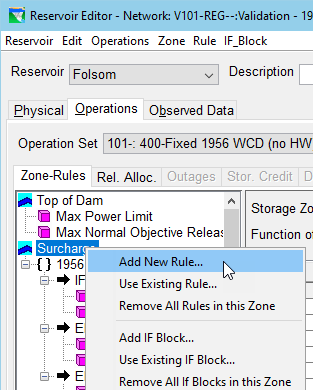 Reservoir Editor - Network: V101-REG--:Validation - 19
Reservoir Edit Operations Zone Rule IF_Block
Reservoir Folsom Description
Physical Operations Observed Data
Operation Set 101-: 400-Fixed 1956 WCD (no HW
Zone-Rules Rel. Alloc. Outages Stor. Credit D
Top of Dam
Max Power Limit Storage Zo
Max Normal Objective Releas Function of
Surcharge
{ } 1956
Add New Rule...
IF
Use Existing Rule...
Remove All Rules in this Zone
E
Add IF Block...
E
Use Existing IF Block...
Remove All If Blocks in this Zone